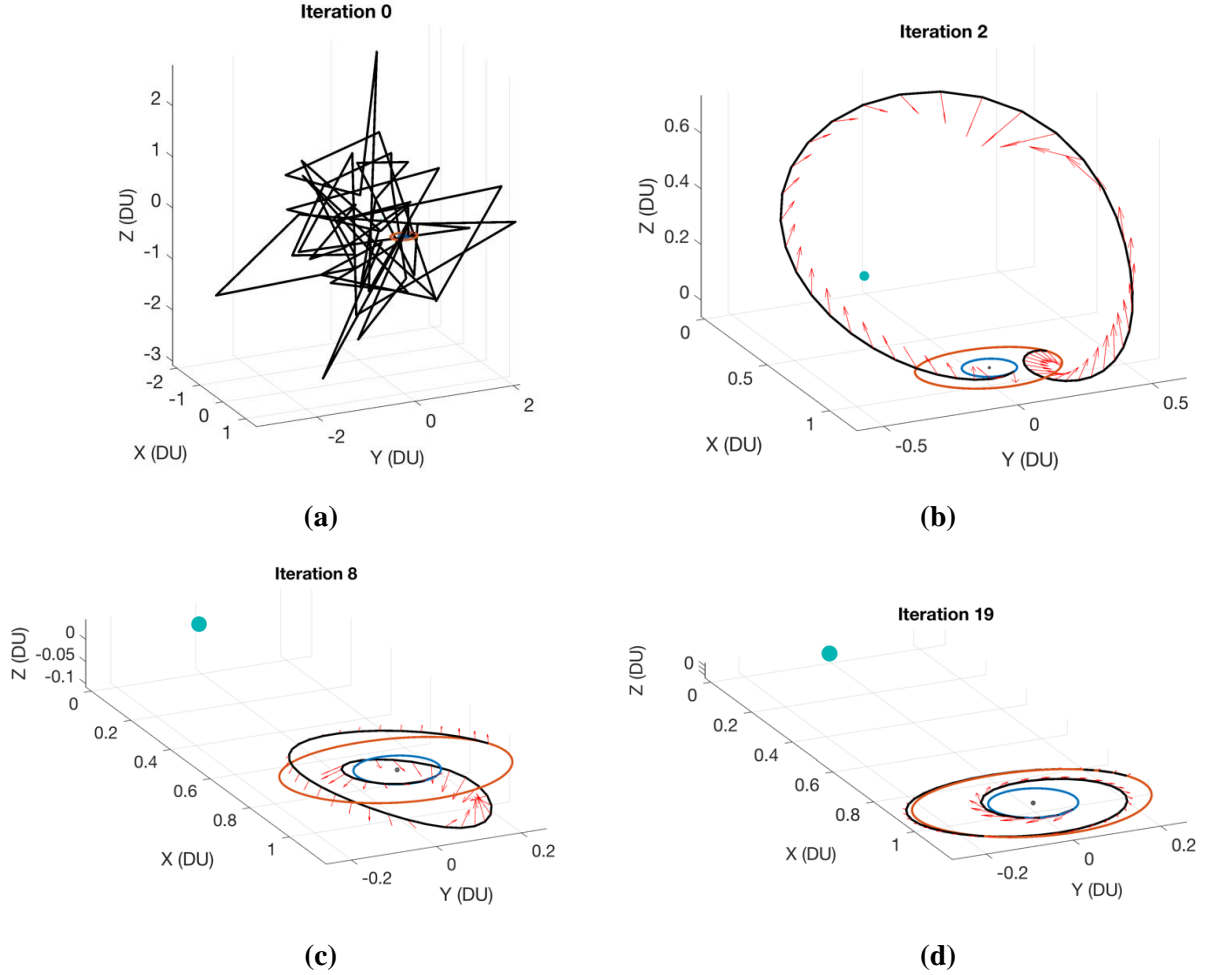 Iteration 0
Z (DU)
2
1
0
-1
-2
-3
-2
-1
0
1
X (DU)
-2
0
2
Y (DU)
(a)
Iteration 2
Z (DU)
0.6
0.4
0.2
0
0
0.5
1
X (DU)
-0.5
0
0.5
Y (DU)
(b)
Iteration 8
Z (DU)
0
-0.05
-0.1
0
0.2
0.4
0.6
0.8
1
X (DU)
-0.2
0
0.2
Y (DU)
(c)
Iteration 19
Z (DU)
0
0
0.2
0.4
0.6
0.8
1
X (DU)
-0.2
0
0.2
Y (DU)
(d)